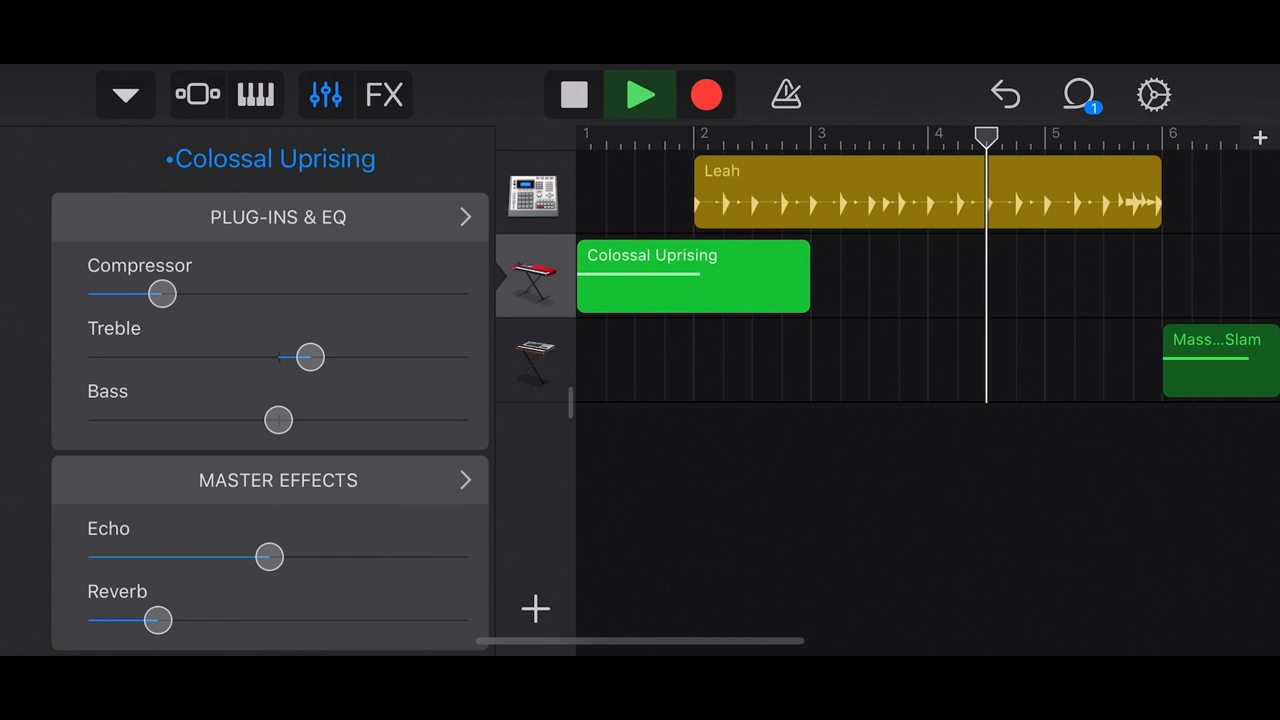 FX
1
•Colossal Uprising
1 2 3 4 5 6
PLUG-INS & EQ
Leah
Compressor
Colossal Uprising
Treble
Mass...Slam
Bass
MASTER EFFECTS
Echo
Reverb